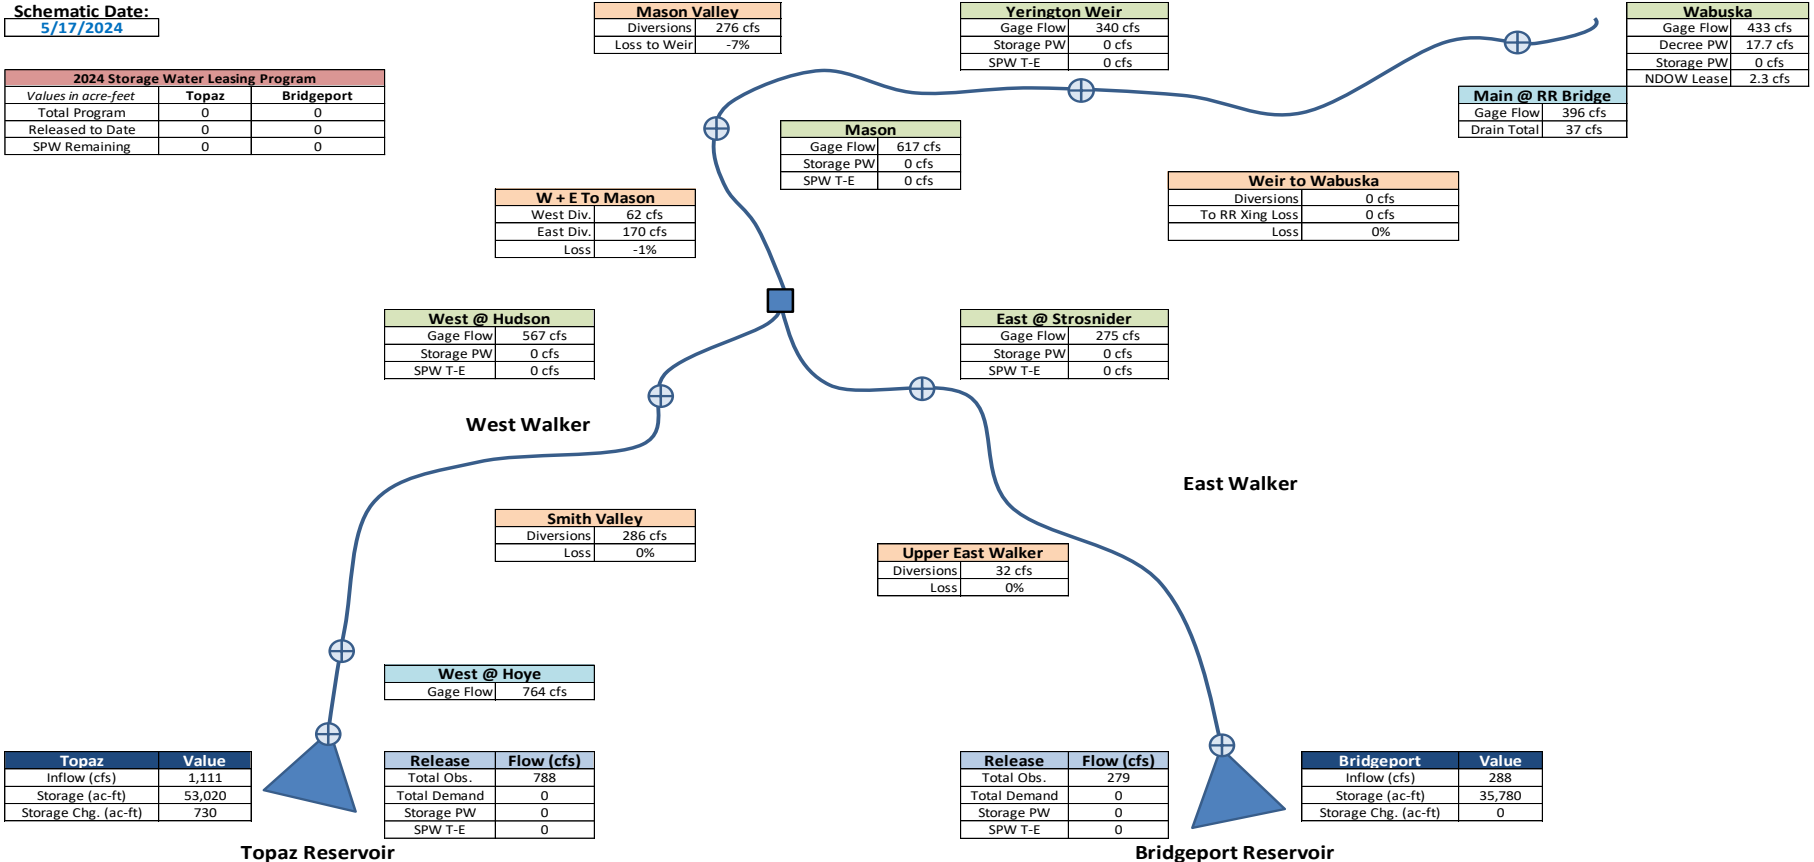 Schematic Date:
5/17/2024
2024 Storage Water Leasing Program
Values in acre-feet Topaz Bridgeport
Total Program 0 0
Released to Date 0 0
SPW Remaining 0 0
Mason Valley
Diversions 276 cfs
Loss to Weir -7%
Yerington Weir
Gage Flow 340 cfs
Storage PW 0 cfs
SPW T-E 0 cfs
Wabuska
Gage Flow 433 cfs
Decree PW 17.7 cfs
Storage PW 0 cfs
NDOW Lease 2.3 cfs
Main @ RR Bridge
Gage Flow 396 cfs
Drain Total 37 cfs
Mason
Gage Flow 617 cfs
Storage PW 0 cfs
SPW T-E 0 cfs
Weir to Wabuska
Diversions 0 cfs
To RR Xing Loss 0 cfs
Loss 0%
W + E To Mason
West Div. 62 cfs
East Div. 170 cfs
Loss -1%
West @ Hudson
Gage Flow 567 cfs
Storage PW 0 cfs
SPW T-E 0 cfs
East @ Strosnider
Gage Flow 275 cfs
Storage PW 0 cfs
SPW T-E 0 cfs
West Walker
East Walker
Smith Valley
Diversions 286 cfs
Loss 0%
Upper East Walker
Diversions 32 cfs
Loss 0%
West @ Hoye
Gage Flow 764 cfs
Topaz Value
Inflow (cfs) 1,111
Storage (ac-ft) 53,020
Storage Chg. (ac-ft) 730
Release Flow (cfs)
Total Obs. 788
Total Demand 0
Storage PW 0
SPW T-E 0
Topaz Reservoir
Release Flow (cfs)
Total Obs. 279
Total Demand 0
Storage PW 0
SPW T-E 0
Bridgeport Value
Inflow (cfs) 288
Storage (ac-ft) 35,780
Storage Chg. (ac-ft) 0
Bridgeport Reservoir